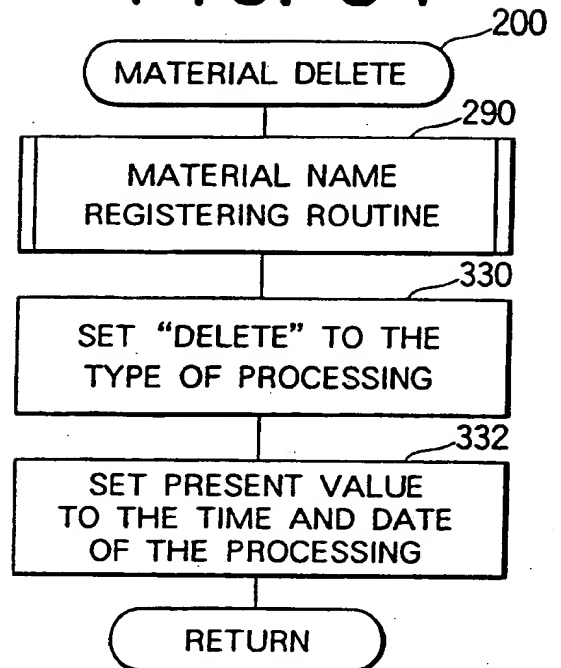 200
MATERIAL DELETE
290
MATERIAL NAME
REGISTERING ROUTINE
330
SET “DELETE” TO THE
TYPE OF PROCESSING
332
SET PRESENT VALUE
TO THE TIME AND DATE
OF THE PROCESSING
RETURN